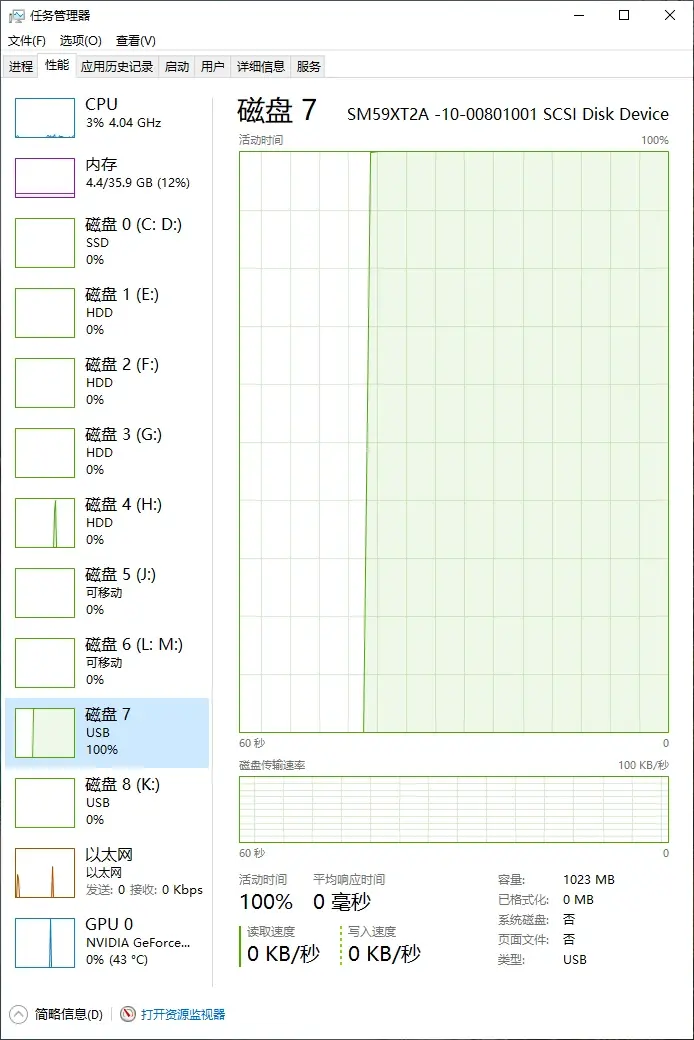 任务管理器
文件(F) 选项(O) 查看(V)
进程 性能 应用历史记录 启动 用户 详细信息 服务
CPU
3% 4.04 GHz
内存
4.4/35.9 GB (12%)
磁盘 0 (C: D:)
SSD
0%
磁盘 1 (E:)
HDD
0%
磁盘 2 (F:)
HDD
0%
磁盘 3 (G:)
HDD
0%
磁盘 4 (H:)
HDD
0%
磁盘 5 (J:)
可移动
0%
磁盘 6 (L: M:)
可移动
0%
磁盘 7
USB
100%
磁盘 8 (K:)
USB
0%
以太网
以太网
发送: 0 接收: 0 Kbps
GPU 0
NVIDIA GeForce...
0% (43 °C)
磁盘 7 SM59XT2A -10-00801001 SCSI Disk Device
活动时间 100%
60 秒 0
磁盘传输速率 100 KB/秒
60 秒 0
活动时间 平均响应时间
100% 0 毫秒
读取速度 写入速度
0 KB/秒 0 KB/秒
容量: 1023 MB
已格式化: 0 MB
系统磁盘: 否
页面文件: 否
类型: USB
简略信息(D) 打开资源监视器